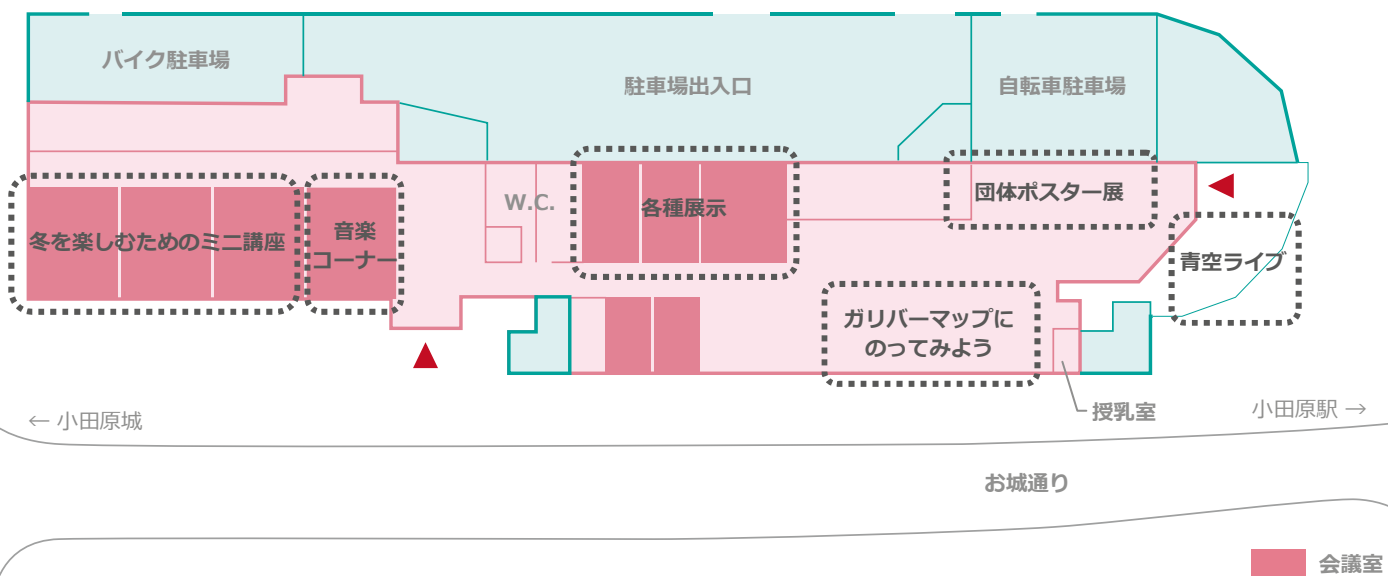 バイク駐車場
駐車場出入口
自転車駐車場
W.C.
各種展示
団体ポスター展
冬を楽しむためのミニ講座
音楽
コーナー
青空ライブ
ガリバーマップに
のってみよう
授乳室
← 小田原城
小田原駅 →
お城通り
会議室